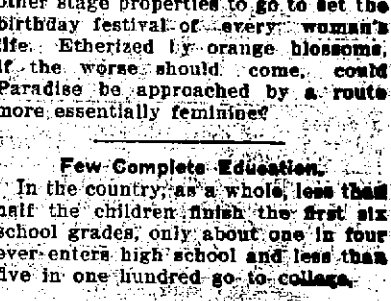 other stage properties to go to set the
birthday festival of every woman's
life. Etherized by orange blossoms,
if the worse should come, could
Paradise be approached by a route
more essentially feminine?
Few Complete Education.
In the country, as a whole, less than
half the children finish the first six
school grades, only about one in four
ever enters high school and less than
five in one hundred go to college.